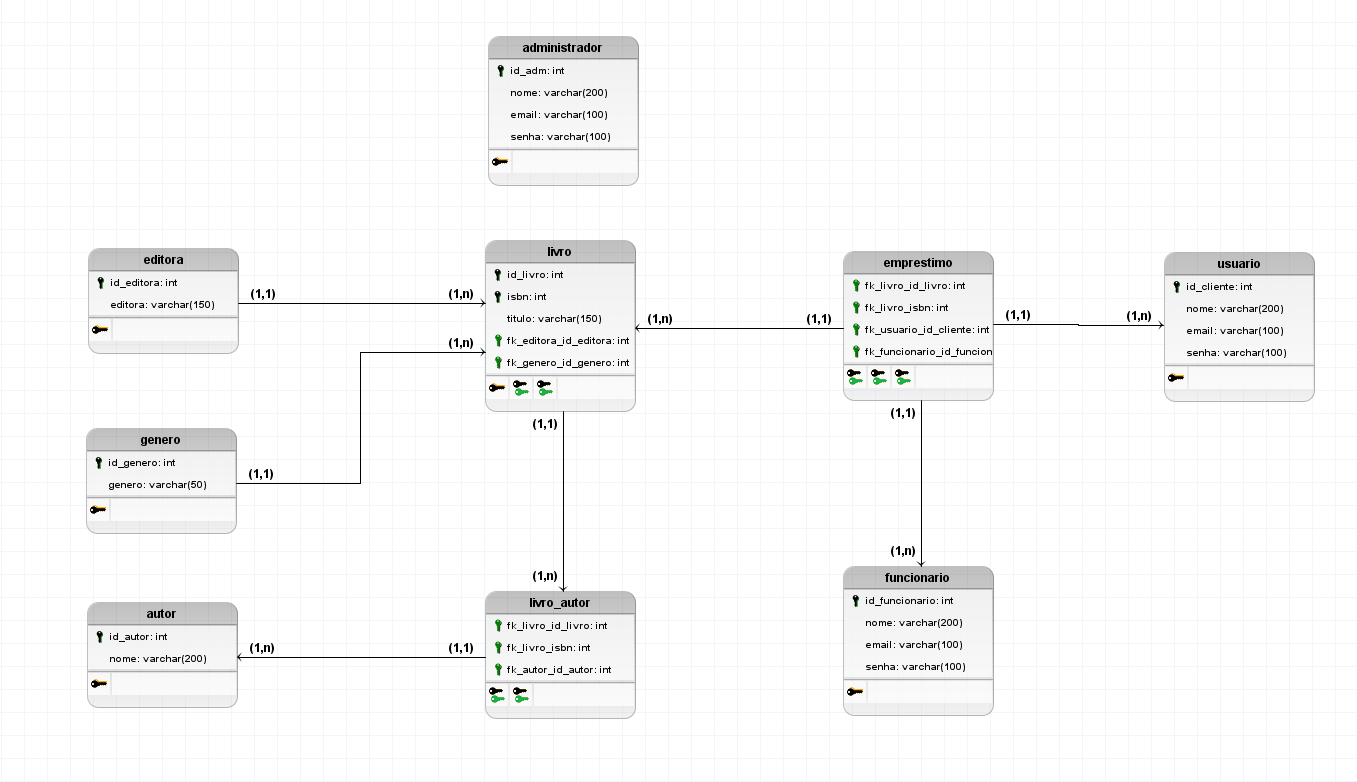 administrador
id_adm: int
nome: varchar(200)
email: varchar(100)
senha: varchar(100)
editora
id_editora: int
editora: varchar(150)
(1,1)
(1,n)
livro
id_livro: int
isbn: int
titulo: varchar(150)
fk_editora_id_editora: int
fk_genero_id_genero: int
(1,n)
(1,n)
(1,1)
emprestimo
fk_livro_id_livro: int
fk_livro_isbn: int
fk_usuario_id_cliente: int
fk_funcionario_id_funcion
(1,1)
(1,n)
usuario
id_cliente: int
nome: varchar(200)
email: varchar(100)
senha: varchar(100)
genero
id_genero: int
genero: varchar(50)
(1,1)
(1,1)
(1,n)
(1,1)
(1,n)
autor
id_autor: int
nome: varchar(200)
(1,n)
(1,1)
livro_autor
fk_livro_id_livro: int
fk_livro_isbn: int
fk_autor_id_autor: int
funcionario
id_funcionario: int
nome: varchar(200)
email: varchar(100)
senha: varchar(100)